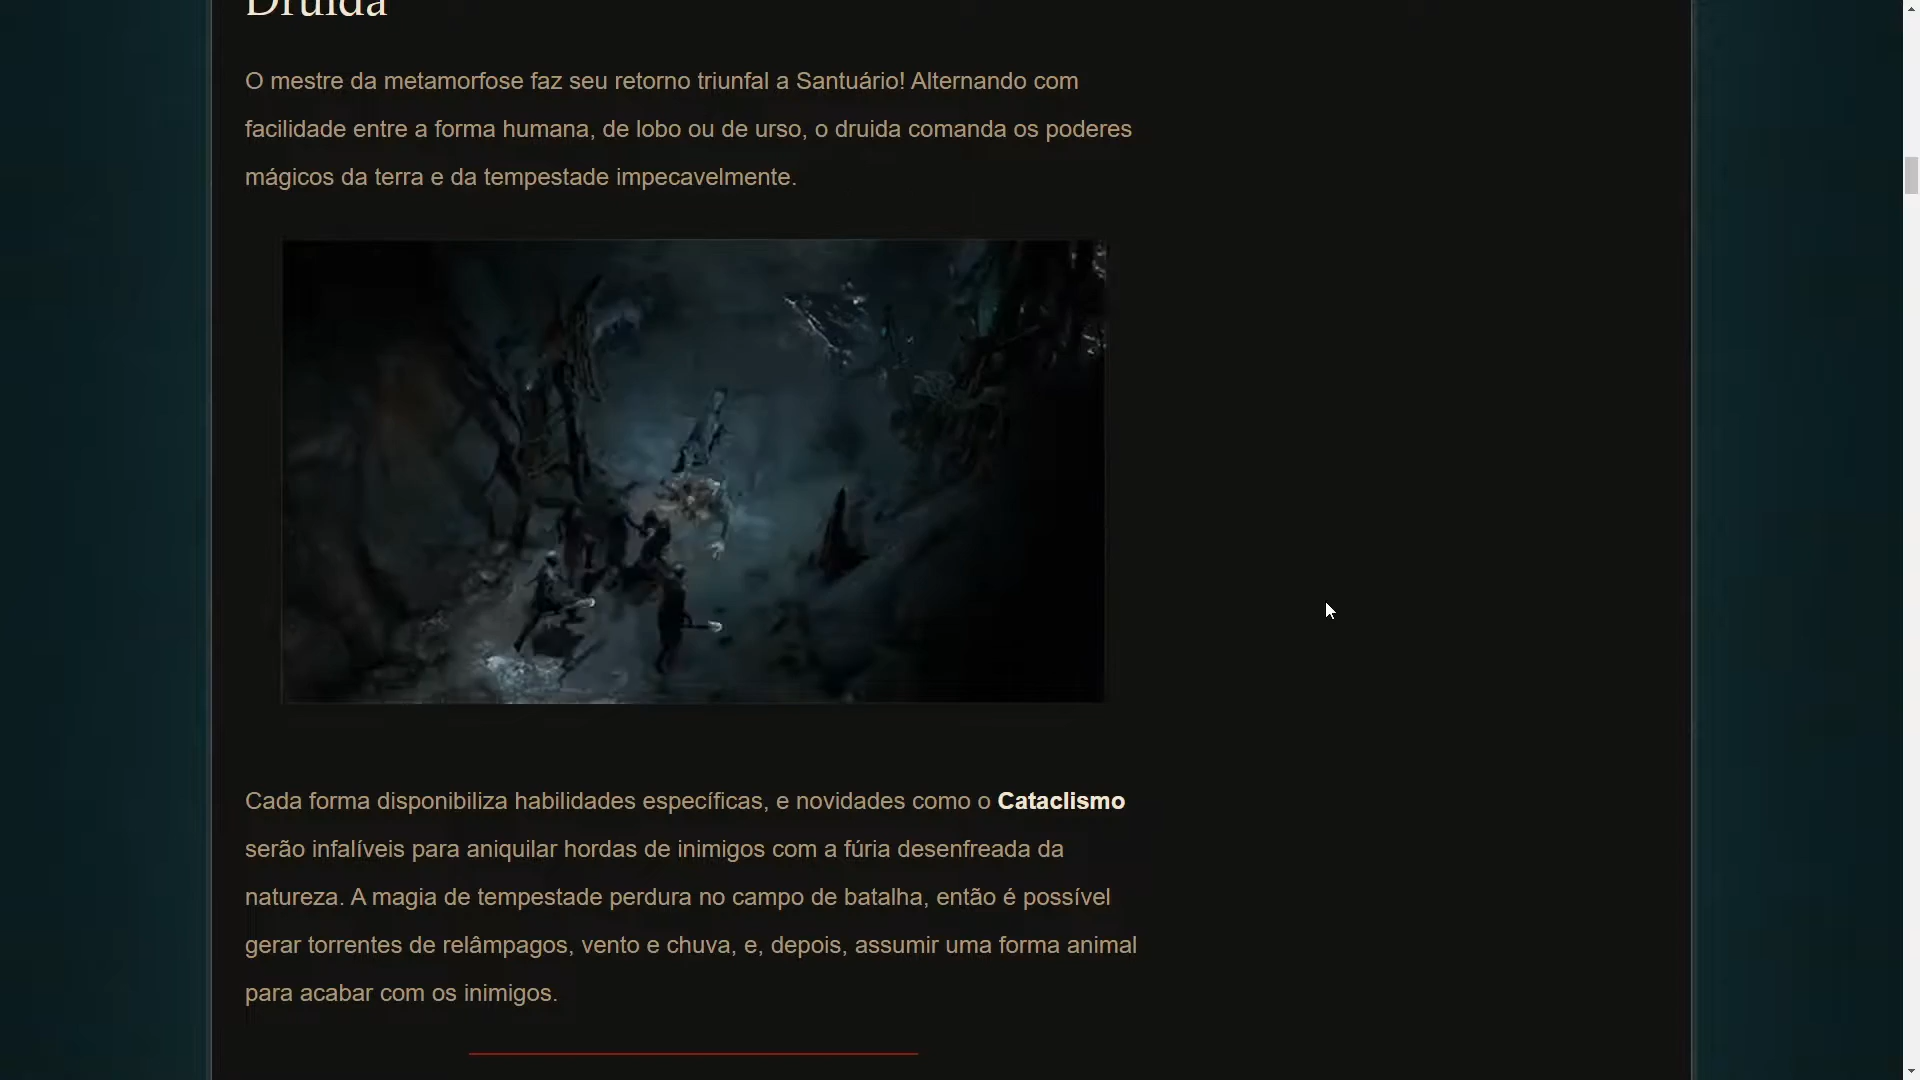 Druida
O mestre da metamorfose faz seu retorno triunfal a Santuário! Alternando com
facilidade entre a forma humana, de lobo ou de urso, o druida comanda os poderes
mágicos da terra e da tempestade impecavelmente.
Cada forma disponibiliza habilidades específicas, e novidades como o Cataclismo
serão infalíveis para aniquilar hordas de inimigos com a fúria desenfreada da
natureza. A magia de tempestade perdura no campo de batalha, então é possível
gerar torrentes de relâmpagos, vento e chuva, e, depois, assumir uma forma animal
para acabar com os inimigos.